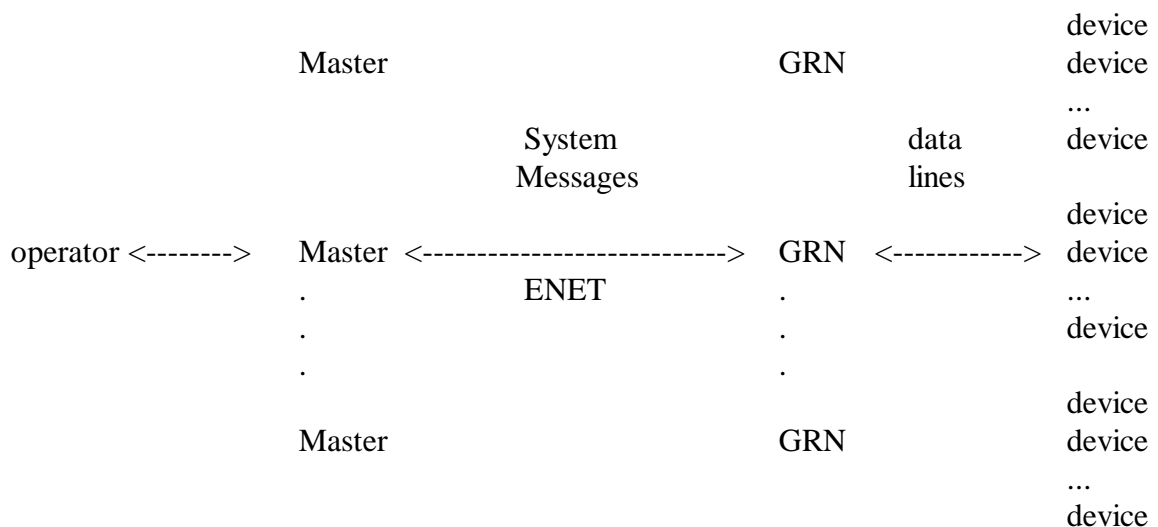 device
Master GRN device
...
System data device
Messages lines
device
operator <--------> Master <----------------------------> GRN <------------> device
. ENET . ...
. . device
. .
device
Master GRN device
...
device